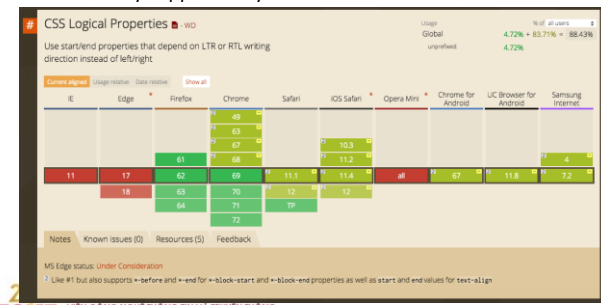 # CSS Logical Properties - WD
Usage % of all users
Global 4.72% + 83.71% = 88.43%
unprefixed: 4.72%
Use start/end properties that depend on LTR or RTL writing
direction instead of left/right
Current aligned Usage relative Date relative Show all
IE Edge * Firefox Chrome Safari iOS Safari * Opera Mini * Chrome for Android UC Browser for Android Samsung Internet
49
63
67 10.3
61 68 11.2 4
11 17 62 69 11.1 11.4 all 67 11.8 7.2
18 63 70 12 12
64 71 TP
72
Notes Known issues (0) Resources (5) Feedback
MS Edge status: Under Consideration
2 Like #1 but also supports *-before and *-end for *-block-start and *-block-end properties as well as start and end values for text-align